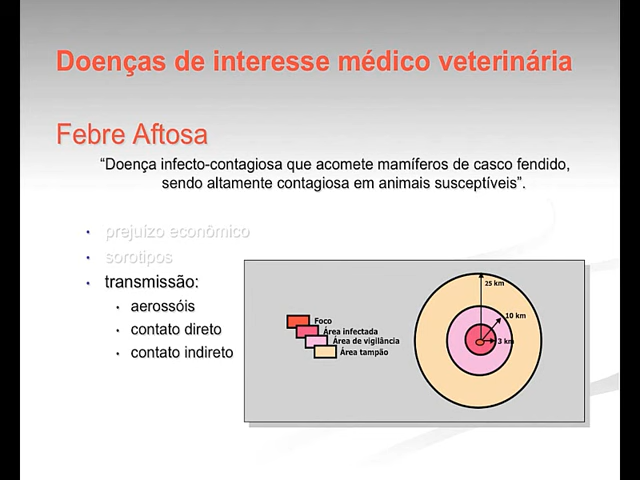 Doenças de interesse médico veterinária
Febre Aftosa
“Doença infecto-contagiosa que acomete mamíferos de casco fendido,
sendo altamente contagiosa em animais susceptíveis”.
• prejuízo econômico
• sorotipos
• transmissão:
• aerossóis
• contato direto
• contato indireto
Foco
Área infectada
Área de vigilância
Área tampão
25 km
10 km
3 km